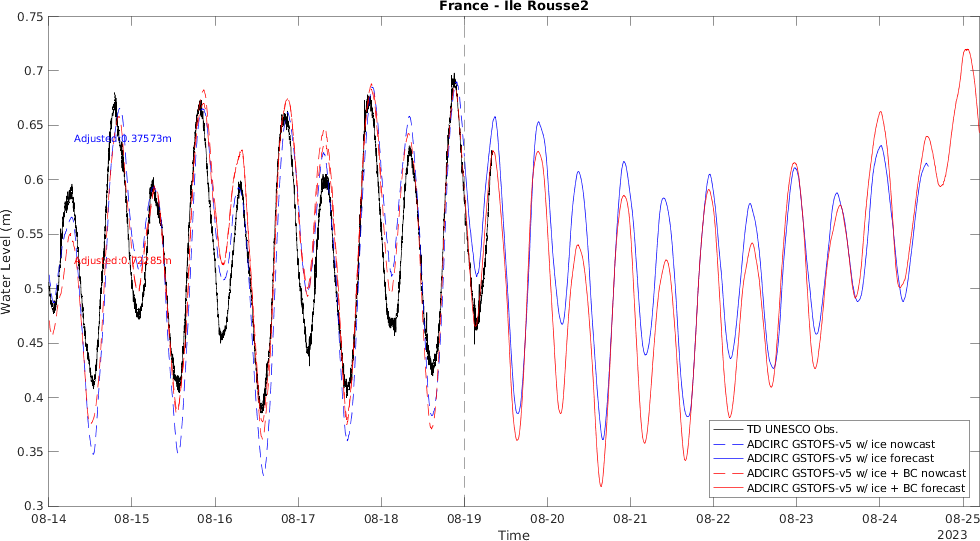 France - Ile Rousse2
0.75
0.7
0.65
0.6
0.55
0.5
0.45
0.4
0.35
0.3
Water Level (m)
Adjusted:0.37573m
TD UNESCO Obs.
ADCIRC GSTOFS-v5 w/ ice nowcast
ADCIRC GSTOFS-v5 w/ ice forecast
ADCIRC GSTOFS-v5 w/ ice + BC nowcast
ADCIRC GSTOFS-v5 w/ ice + BC forecast
08-14 08-15 08-16 08-17 08-18 08-19 08-20 08-21 08-22 08-23 08-24 08-25
Time
2023